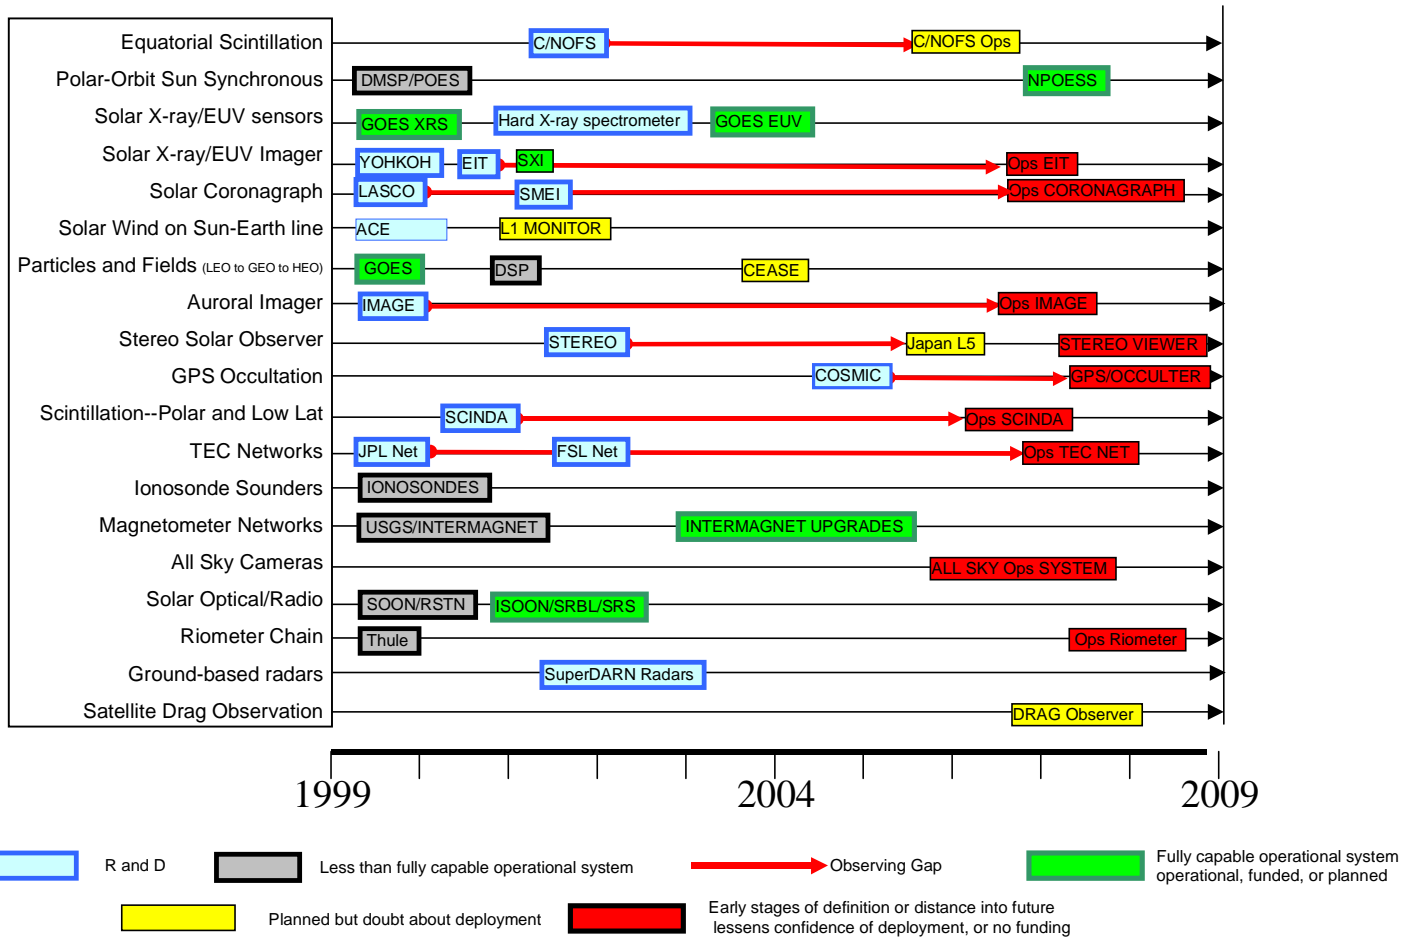 Equatorial Scintillation C/NOFS C/NOFS Ops
Polar-Orbit Sun Synchronous DMSP/POES NPOESS
Solar X-ray/EUV sensors GOES XRS Hard X-ray spectrometer GOES EUV
Solar X-ray/EUV Imager YOHKOH EIT SXI Ops EIT
Solar Coronagraph LASCO SMEI Ops CORONAGRAPH
Solar Wind on Sun-Earth line ACE L1 MONITOR
Particles and Fields (LEO to GEO to HEO) GOES DSP CEASE
Auroral Imager IMAGE Ops IMAGE
Stereo Solar Observer STEREO Japan L5 STEREO VIEWER
GPS Occultation COSMIC GPS/OCCULTER
Scintillation--Polar and Low Lat SCINDA Ops SCINDA
TEC Networks JPL Net FSL Net Ops TEC NET
Ionosonde Sounders IONOSONDES
Magnetometer Networks USGS/INTERMAGNET INTERMAGNET UPGRADES
All Sky Cameras ALL SKY Ops SYSTEM
Solar Optical/Radio SOON/RSTN ISOON/SRBL/SRS
Riometer Chain Thule Ops Riometer
Ground-based radars SuperDARN Radars
Satellite Drag Observation DRAG Observer
1999 2004 2009
R and D
Less than fully capable operational system
Observing Gap
Fully capable operational system
operational, funded, or planned
Planned but doubt about deployment
Early stages of definition or distance into future
lessens confidence of deployment, or no funding